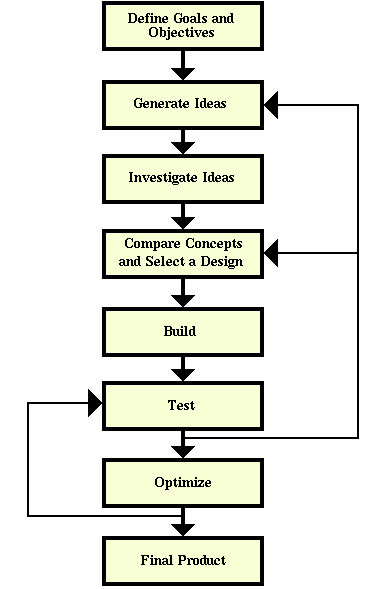 Define Goals and
Objectives
Generate Ideas
Investigate Ideas
Compare Concepts
and Select a Design
Build
Test
Optimize
Final Product